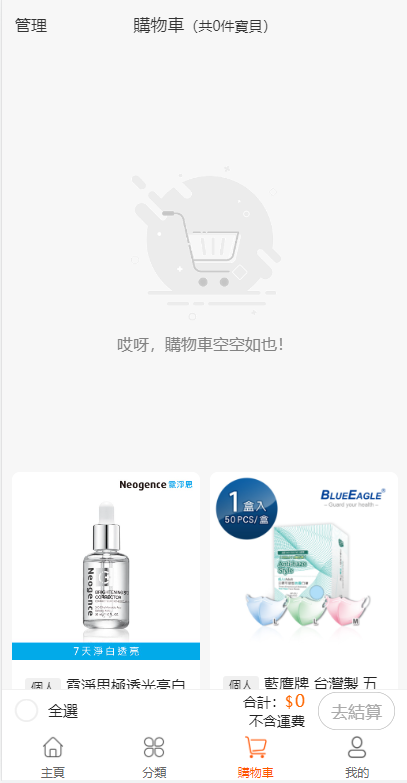 管理
購物車（共0件寶貝）
哎呀，購物車空空如也！
Neogence 霓淨思
Neogence
7天淨白透亮
個人 霓淨思極透光亮白
1盒入
50PCS/盒
BLUEEAGLE®
– Guard your health –
AntiHaze
Style
L L M
個人 藍鷹牌 台灣製 五
全選
合計：$0
不含運費
去結算
主頁
分類
購物車
我的